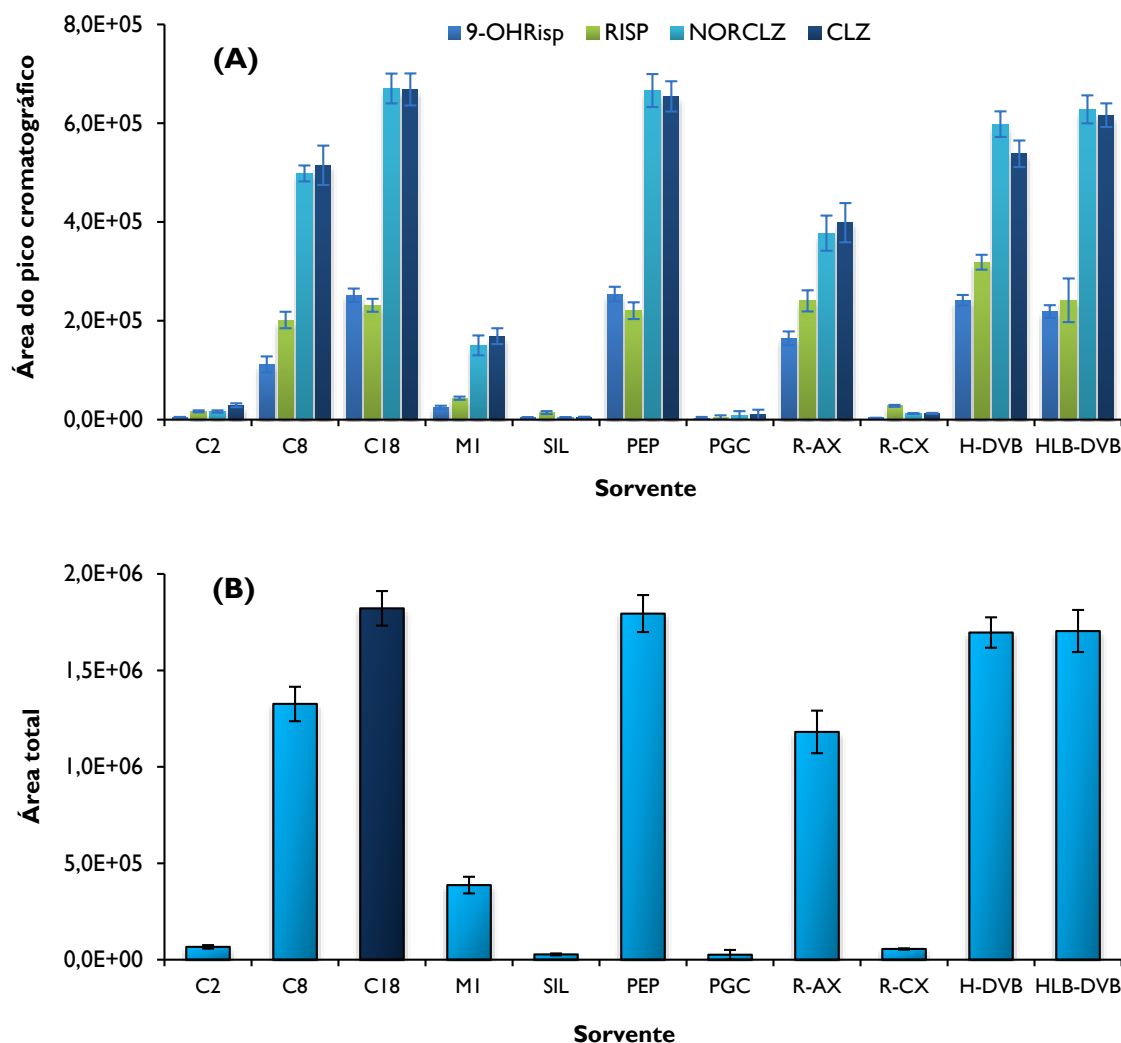 8,0E+05
9-OHRisp RISP NORCLZ CLZ
(A)
6,0E+05
4,0E+05
2,0E+05
0,0E+00
Área do pico cromatográfico
C2 C8 C18 M1 SIL PEP PGC R-AX R-CX H-DVB HLB-DVB
Sorvente
2,0E+06
(B)
1,5E+06
1,0E+06
5,0E+05
0,0E+00
Área total
C2 C8 C18 M1 SIL PEP PGC R-AX R-CX H-DVB HLB-DVB
Sorvente